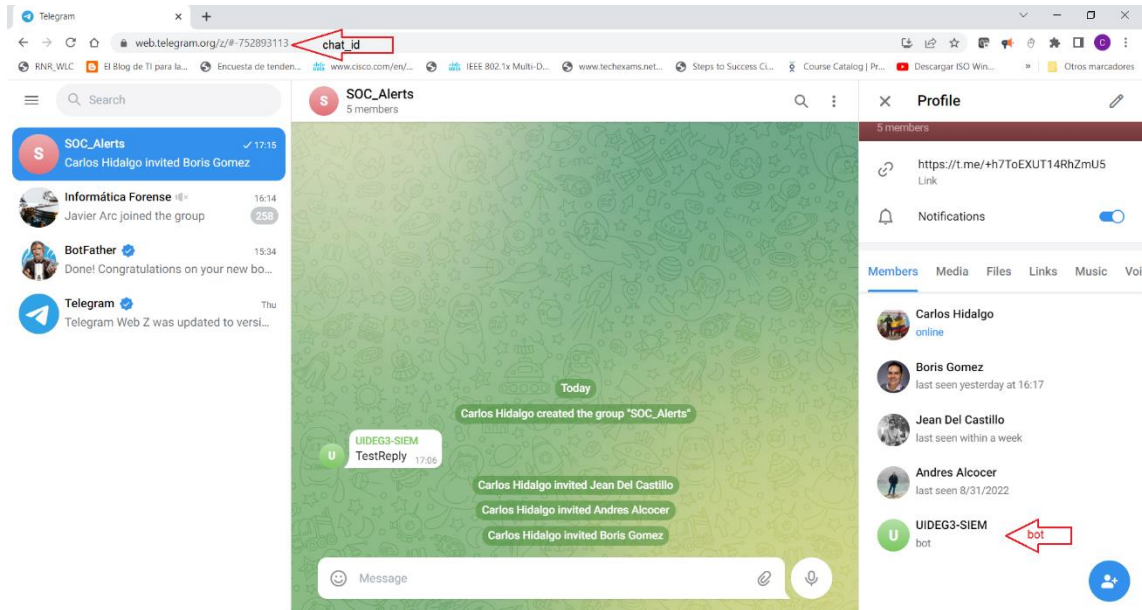 Telegram
web.telegram.org/z/#-752893113
chat_id
RNR_WLC
El Blog de TI para la...
Encuesta de tenden...
www.cisco.com/en/...
IEEE 802.1x Multi-D...
www.techexams.net...
Steps to Success Ci...
Course Catalog | Pr...
Descargar ISO Win...
»
Otros marcadores
Search
SOC_Alerts
17:15
Carlos Hidalgo invited Boris Gomez
Informática Forense
16:14
Javier Arc joined the group
258
BotFather
15:34
Done! Congratulations on your new bo...
Telegram
Thu
Telegram Web Z was updated to versi...
S
SOC_Alerts
5 members
Today
Carlos Hidalgo created the group "SOC_Alerts"
UIDEG3-SIEM
U
TestReply 17:06
Carlos Hidalgo invited Jean Del Castillo
Carlos Hidalgo invited Andres Alcocer
Carlos Hidalgo invited Boris Gomez
Message
Profile
5 members
https://t.me/+h7ToEXUT14RhZmU5
Link
Notifications
Members Media Files Links Music Voi
Carlos Hidalgo
online
Boris Gomez
last seen yesterday at 16:17
Jean Del Castillo
last seen within a week
Andres Alcocer
last seen 8/31/2022
U
UIDEG3-SIEM
bot
bot